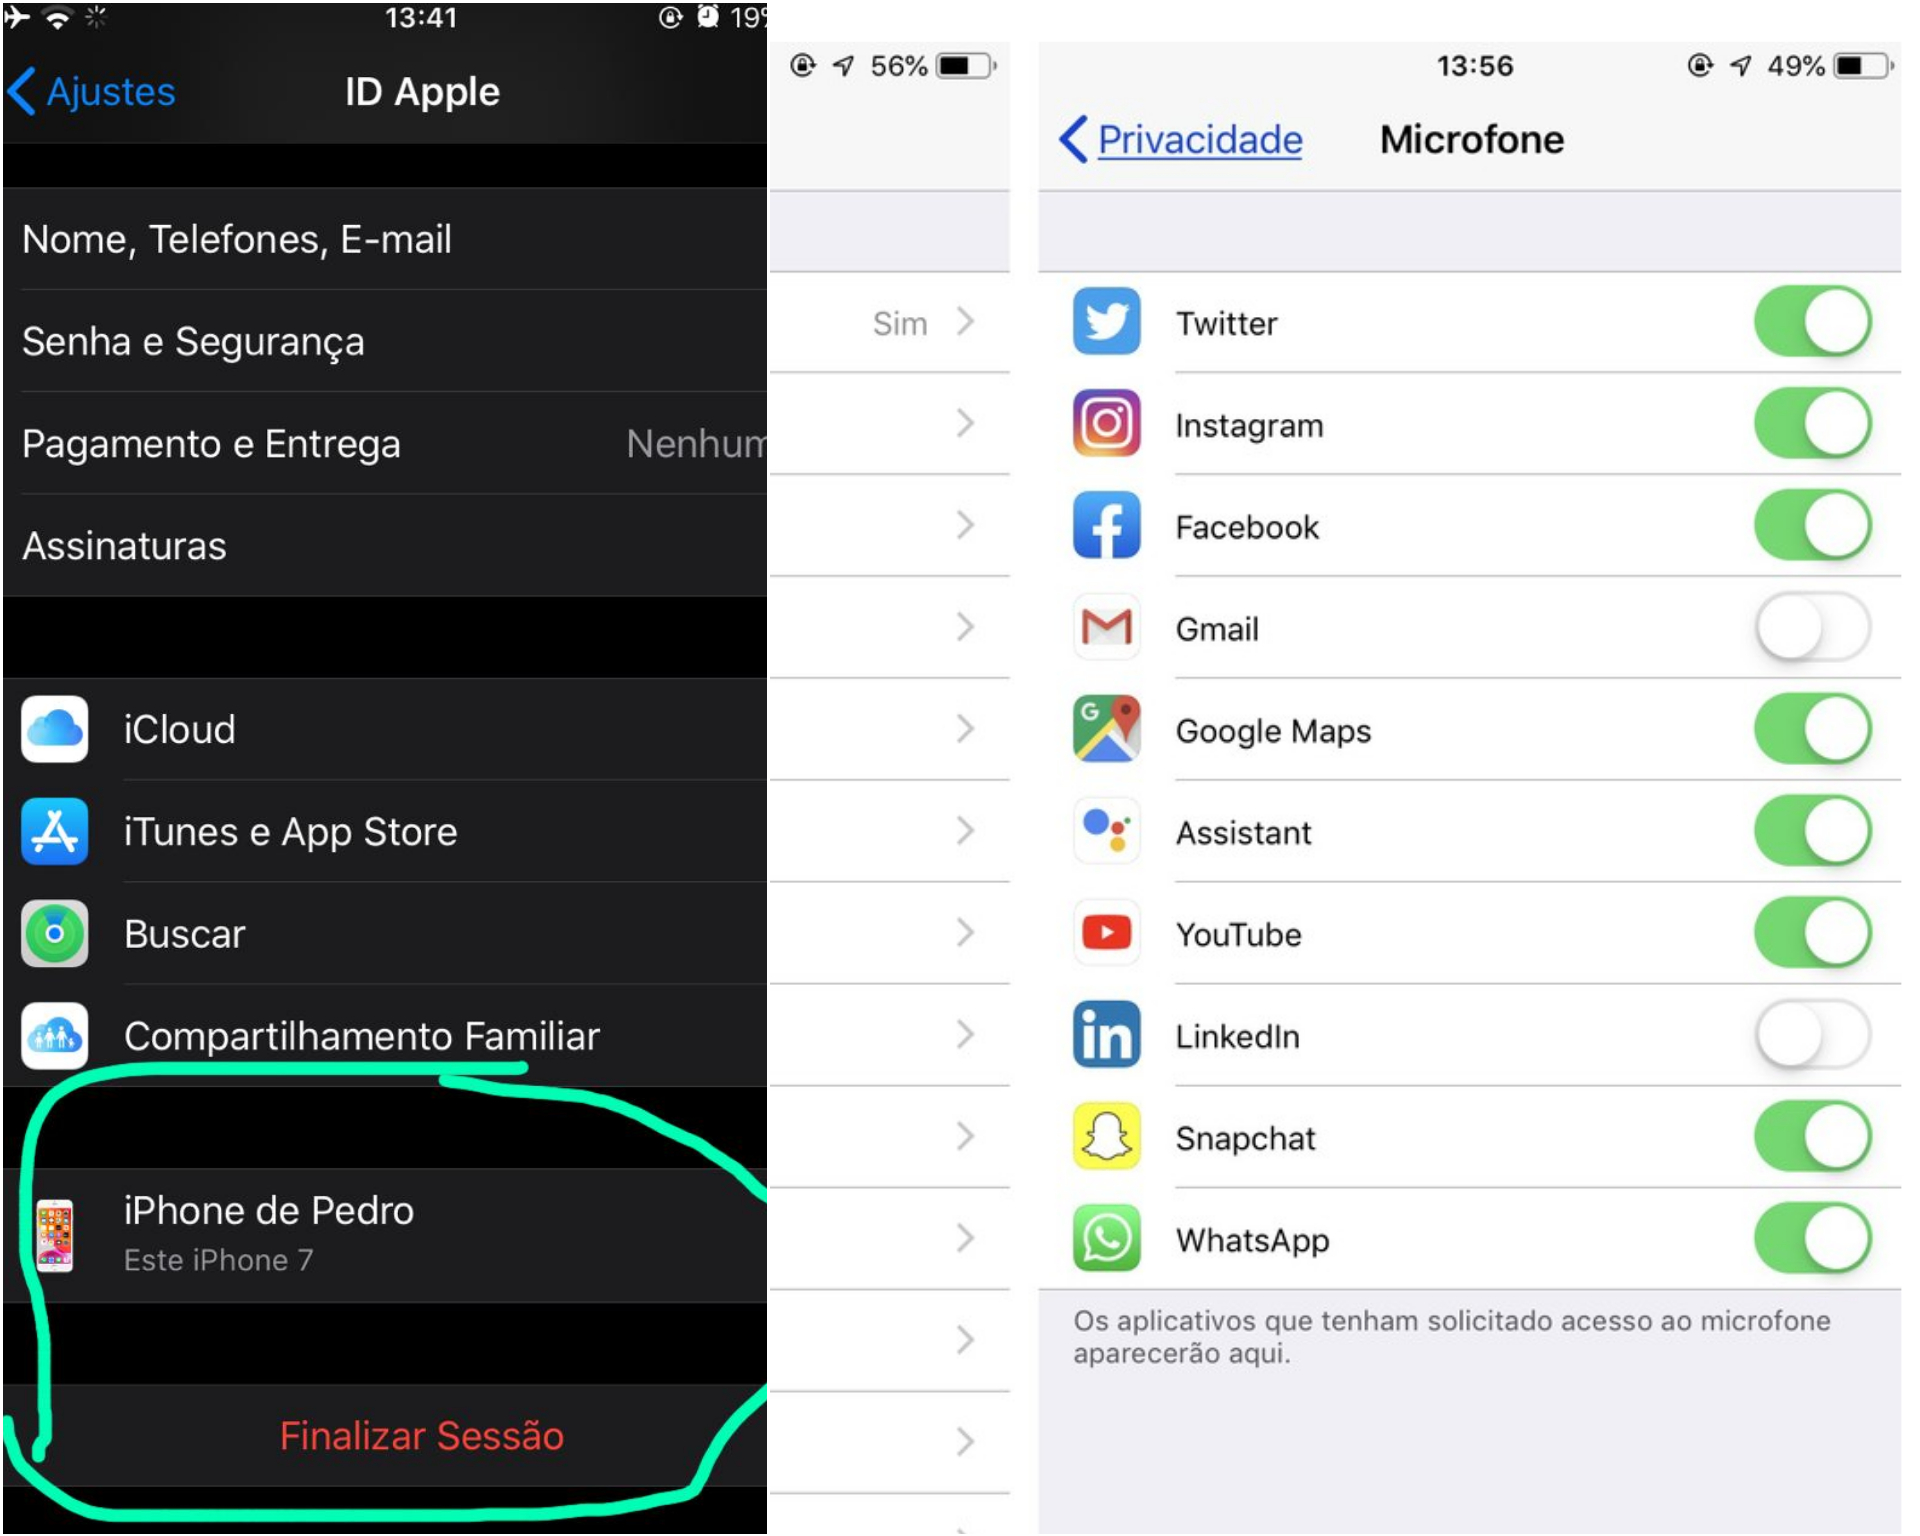 13:41
19%
Ajustes
ID Apple
Nome, Telefones, E-mail
Senha e Segurança
Pagamento e Entrega
Assinaturas
iCloud
iTunes e App Store
Buscar
Compartilhamento Familiar
iPhone de Pedro
Este iPhone 7
Finalizar Sessão
56%
Sim
13:56
49%
Privacidade
Microfone
Twitter
Instagram
Facebook
Gmail
G
Google Maps
Assistant
YouTube
in
LinkedIn
Snapchat
WhatsApp
Os aplicativos que tenham solicitado acesso ao microfone
aparecerão aqui.